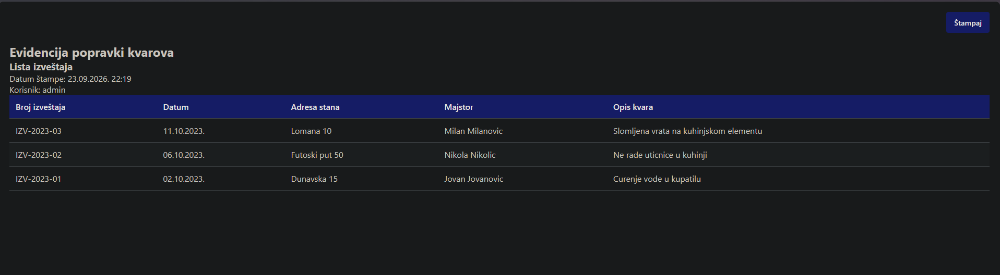 Štampaj
Evidencija popravki kvarova
Lista izveštaja
Datum štampe: 23.09.2026. 22:19
Korisnik: admin
Broj izveštaja Datum Adresa stana Majstor Opis kvara
IZV-2023-03 11.10.2023. Lomana 10 Milan Milanovic Slomljena vrata na kuhinjskom elementu
IZV-2023-02 06.10.2023. Futoski put 50 Nikola Nikolic Ne rade uticnice u kuhinji
IZV-2023-01 02.10.2023. Dunavska 15 Jovan Jovanovic Curenje vode u kupatilu